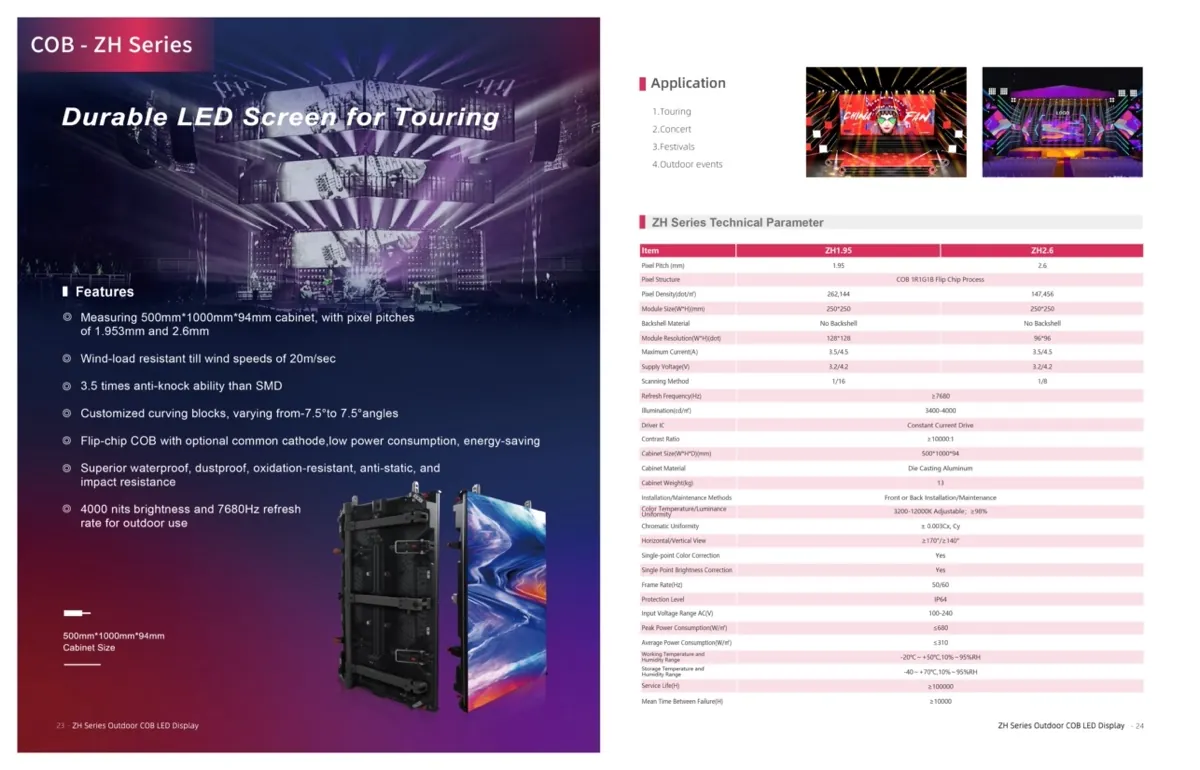 COB - ZH Series
Durable LED Screen for Touring
Features
Measuring 500mm*1000mm*94mm cabinet, with pixel pitches
of 1.953mm and 2.6mm
Wind-load resistant till wind speeds of 20m/sec
3.5 times anti-knock ability than SMD
Customized curving blocks, varying from-7.5°to 7.5°angles
Flip-chip COB with optional common cathode,low power consumption, energy-saving
Superior waterproof, dustproof, oxidation-resistant, anti-static, and
impact resistance
4000 nits brightness and 7680Hz refresh
rate for outdoor use
500mm*1000mm*94mm
Cabinet Size
23 ZH Series Outdoor COB LED Display
Application
1.Touring
2.Concert
3.Festivals
4.Outdoor events
CHINA FUN
LOGO
ZH Series Technical Parameter
Item ZH1.95 ZH2.6
Pixel Pitch (mm) 1.95 2.6
Pixel Structure COB 1R1G1B Flip Chip Process
Pixel Density(dot/㎡) 262,144 147,456
Module Size(W*H)(mm) 250*250 250*250
Backshell Material No Backshell No Backshell
Module Resolution(W*H)(dot) 128*128 96*96
Maximum Current(A) 3.5/4.5 3.5/4.5
Supply Voltage(V) 3.2/4.2 3.2/4.2
Scanning Method 1/16 1/8
Refresh Frequency(Hz) ≥7680
Illumination(cd/㎡) 3400-4000
Driver IC Constant Current Drive
Contrast Ratio ≥10000:1
Cabinet Size(W*H*D)(mm) 500*1000*94
Cabinet Material Die Casting Aluminum
Cabinet Weight(kg) 13
Installation/Maintenance Methods Front or Back Installation/Maintenance
Color Temperature/Luminance
Uniformity 3200-12000K Adjustable; ≥98%
Chromatic Uniformity ± 0.003Cx, Cy
Horizontal/Vertical View ≥170°/≥140°
Single-point Color Correction Yes
Single Point Brightness Correction Yes
Frame Rate(Hz) 50/60
Protection Level IP64
Input Voltage Range AC(V) 100-240
Peak Power Consumption(W/㎡) ≤680
Average Power Consumption(W/㎡) ≤310
Working Temperature and
Humidity Range -20℃~+50℃,10%~95%RH
Storage Temperature and
Humidity Range -40~+70℃,10%~95%RH
Service Life(H) ≥100000
Mean Time Between Failure(H) ≥10000
ZH Series Outdoor COB LED Display - 24